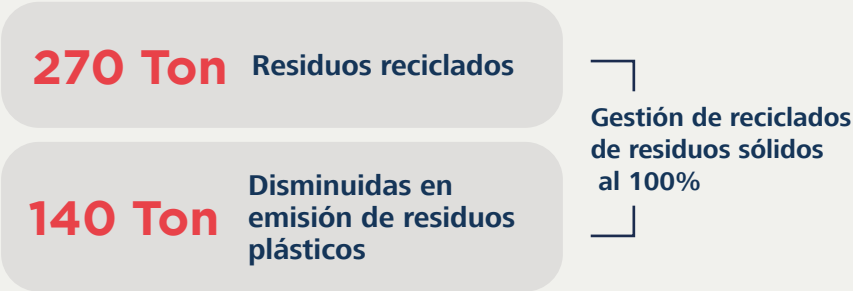 270 Ton Residuos reciclados
140 Ton
Disminuidas en
emisión de residuos
plásticos
Gestión de reciclados
de residuos sólidos
al 100%